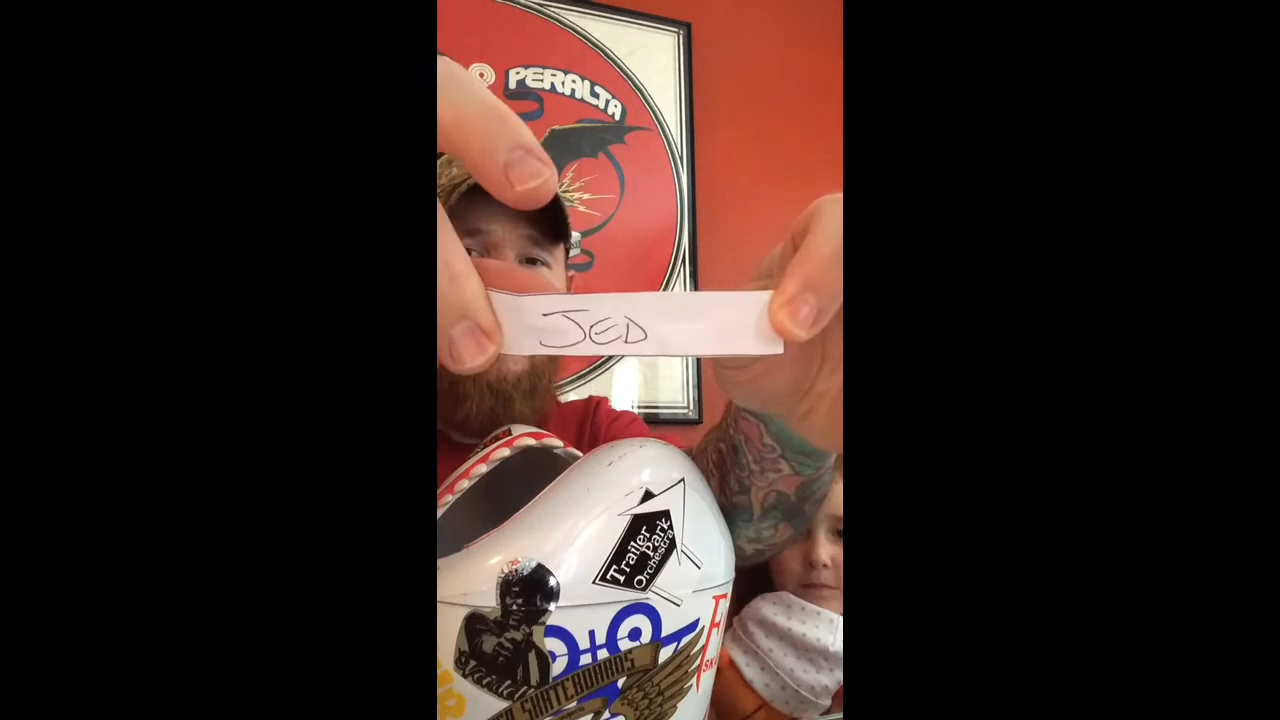 PERALTA
JED
Trailer
Park
Orchestra
SKATEBOARDS